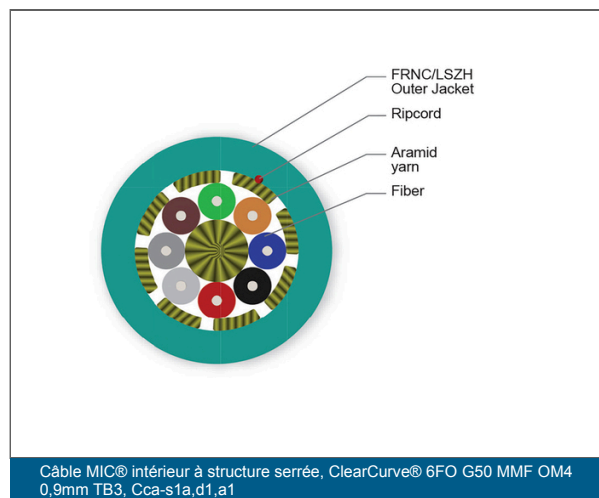 FRNC/LSZH
Outer Jacket
Ripcord
Aramid
yarn
Fiber
Câble MIC® intérieur à structure serrée, ClearCurve® 6FO G50 MMF OM4
0,9mm TB3, Cca-s1a,d1,a1